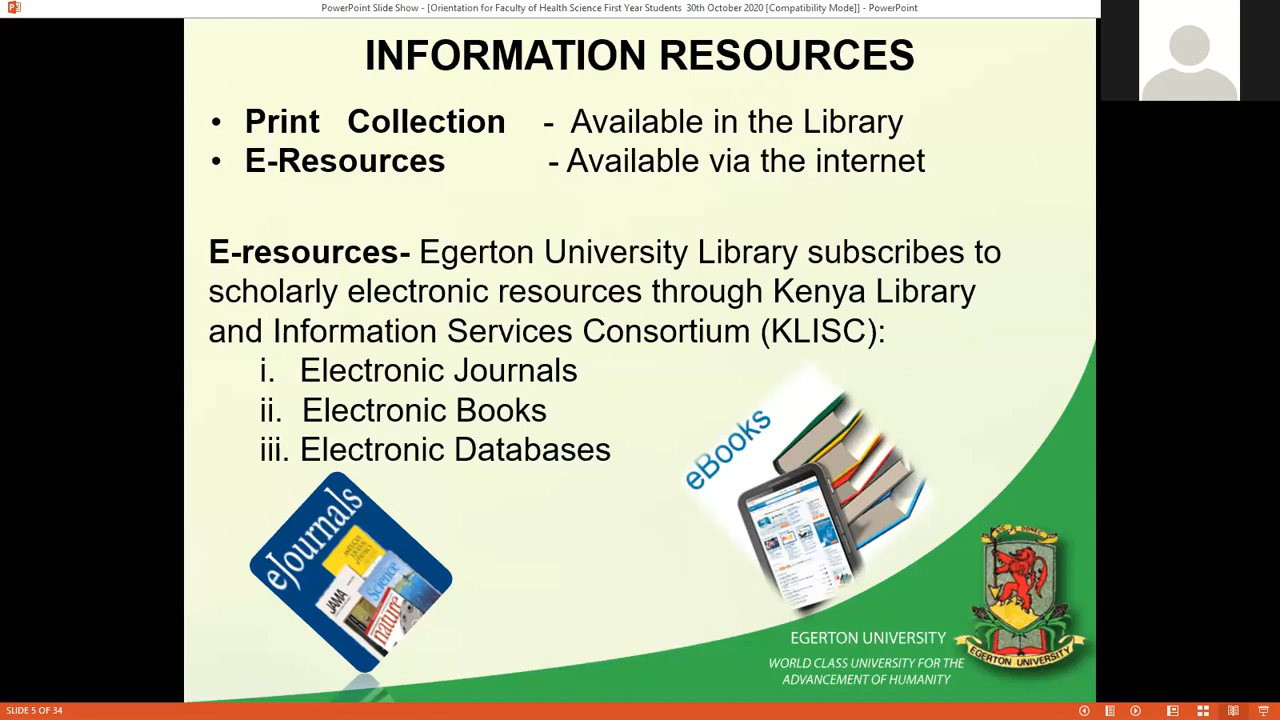 PowerPoint Slide Show - [Orientation for Faculty of Health Science First Year Students 30th October 2020 [Compatibility Mode]] - PowerPoint
INFORMATION RESOURCES
• Print Collection - Available in the Library
• E-Resources - Available via the internet
E-resources- Egerton University Library subscribes to
scholarly electronic resources through Kenya Library
and Information Services Consortium (KLISC):
i. Electronic Journals
ii. Electronic Books
iii. Electronic Databases
eBooks
eJournals
JAMA
Science
nature
EGERTON UNIVERSITY
WORLD CLASS UNIVERSITY FOR THE
ADVANCEMENT OF HUMANITY
EGERTON UNIVERSITY
SLIDE 5 OF 34